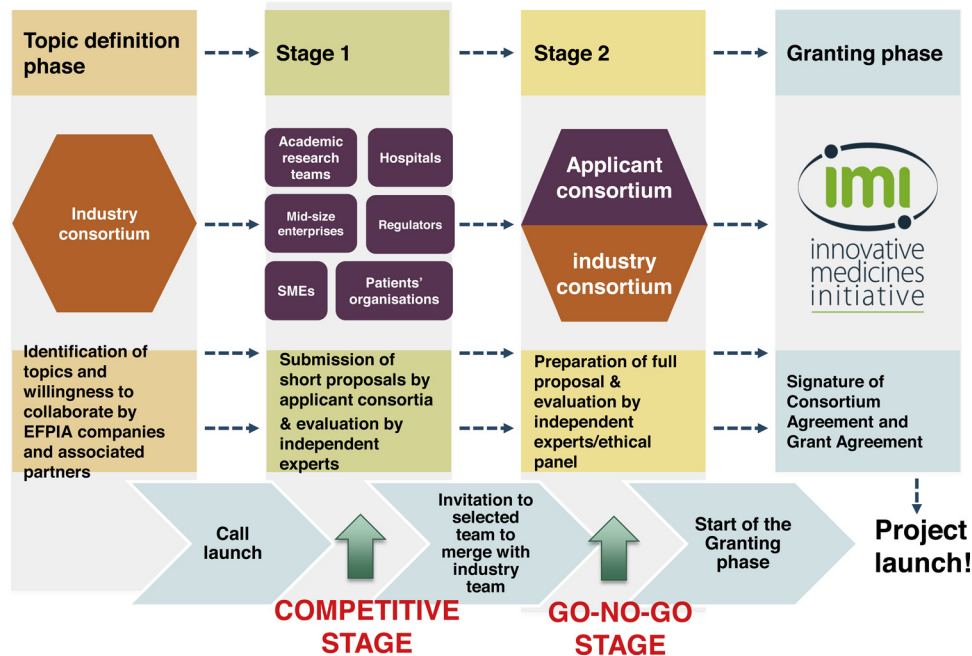 Topic definition
phase
Stage 1
Stage 2
Granting phase
Industry
consortium
Academic
research
teams
Hospitals
Mid-size
enterprises
Regulators
SMEs
Patients'
organisations
Applicant
consortium
industry
consortium
imi
innovative
medicines
initiative
Identification of
topics and
willingness to
collaborate by
EFPIA companies
and associated
partners
Submission of
short proposals by
applicant consortia
& evaluation by
independent
experts
Preparation of full
proposal &
evaluation by
independent
experts/ethical
panel
Signature of
Consortium
Agreement and
Grant Agreement
Call
launch
Invitation to
selected
team to
merge with
industry
team
Start of the
Granting
phase
Project
launch!
COMPETITIVE
STAGE
GO-NO-GO
STAGE